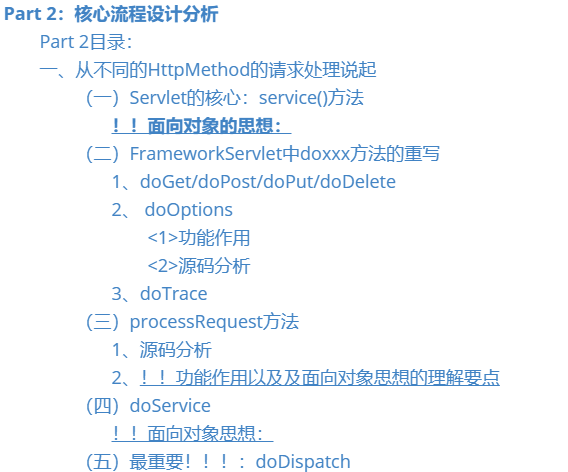 Part 2：核心流程设计分析
Part 2目录：
一、从不同的HttpMethod的请求处理说起
（一）Servlet的核心：service()方法
！！面向对象的思想：
（二）FrameworkServlet中doxxx方法的重写
1、doGet/doPost/doPut/doDelete
2、 doOptions
<1>功能作用
<2>源码分析
3、doTrace
（三）processRequest方法
1、源码分析
2、！！功能作用以及及面向对象思想的理解要点
（四）doService
！！面向对象思想：
（五）最重要！！！：doDispatch